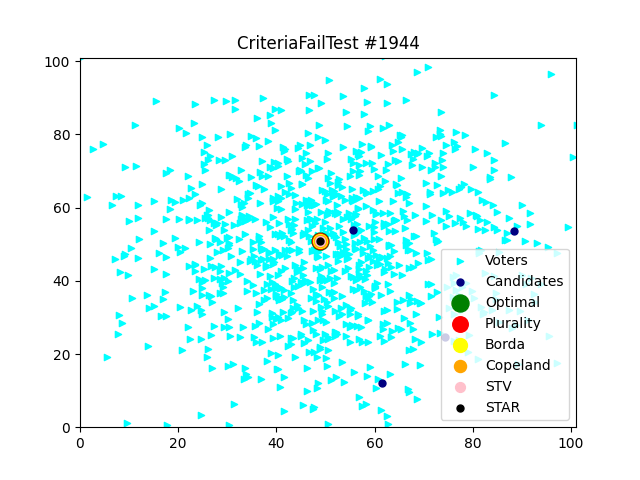 CriteriaFailTest #1944
100
80
60
40
20
0
0
20
40
60
80
100
Voters
Candidates
Optimal
Plurality
Borda
Copeland
STV
STAR